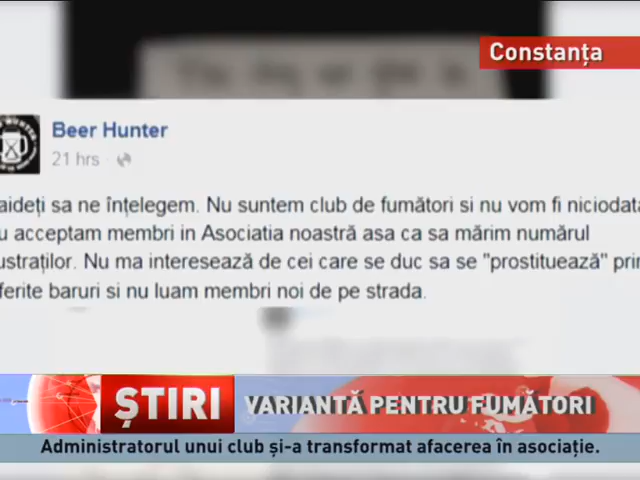 Constanța
Beer Hunter
21 hrs
aideți sa ne înțelegem. Nu suntem club de fumători si nu vom fi niciodata
u acceptam membri in Asociatia noastră asa ca sa mărim numărul
ustraților. Nu ma interesează de cei care se duc sa se "prostituează" prin
ferite baruri si nu luam membri noi de pe strada.
ȘTIRI VARIANTĂ PENTRU FUMĂTORI
Administratorul unui club și-a transformat afacerea în asociație.